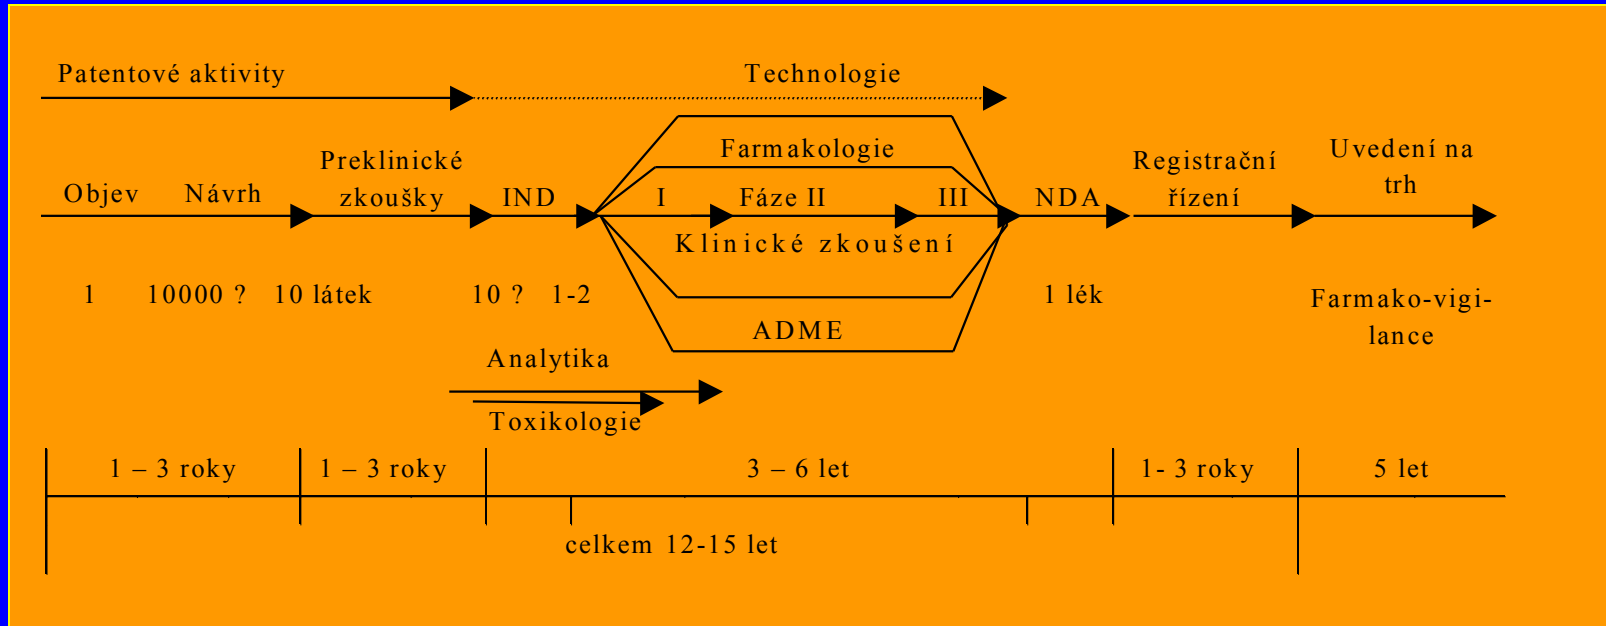 Patentové aktivity
Technologie
Farmakologie
Preklinické
zkoušky
Registrační
řízení
Uvedení na
trh
Objev Návrh IND I Fáze II III NDA
Klinické zkoušení
1 10000 ? 10 látek 10 ? 1-2 1 lék
Farmako-vigi-
lance
ADME
Analytika
Toxikologie
1 – 3 roky 1 – 3 roky 3 – 6 let 1- 3 roky 5 let
celkem 12-15 let